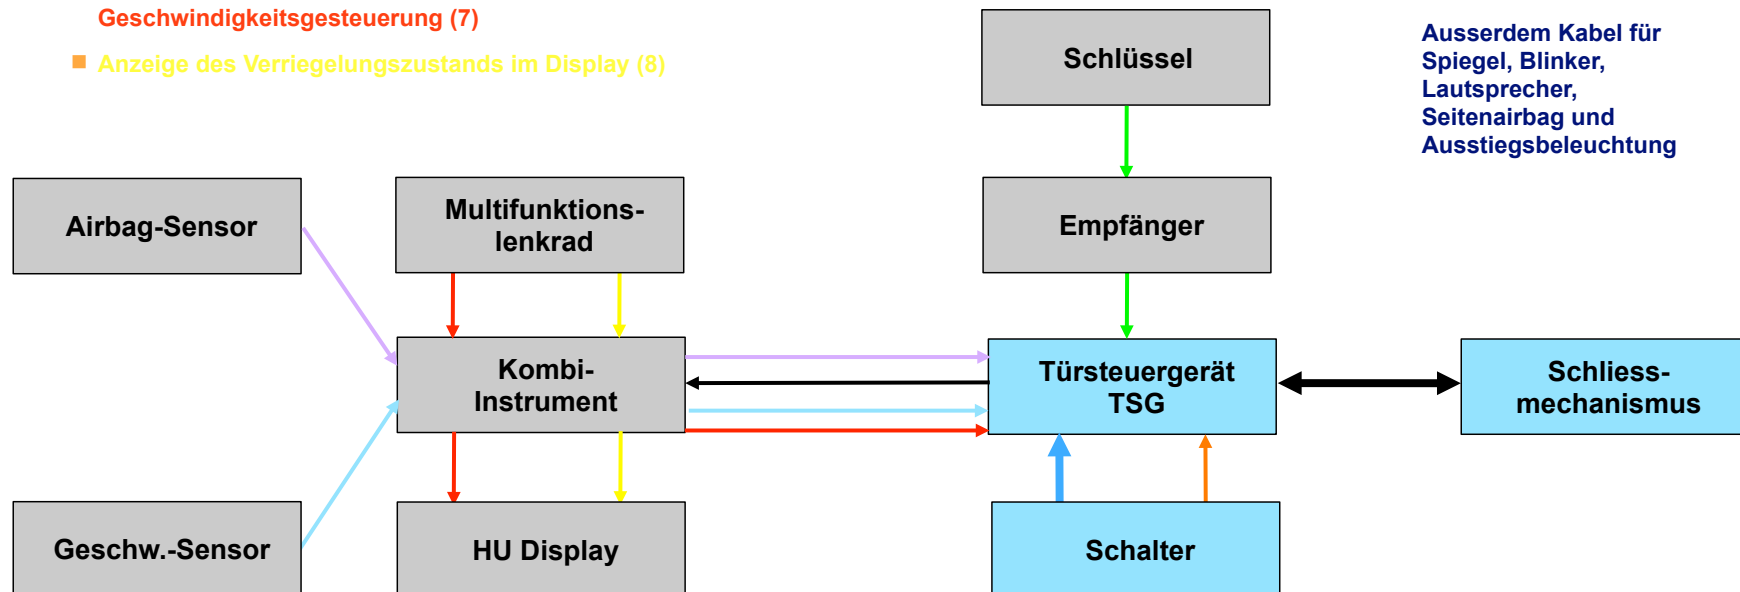 Geschwindigkeitsgesteuerung (7)
Anzeige des Verriegelungszustands im Display (8)
Schlüssel
Ausserdem Kabel für
Spiegel, Blinker,
Lautsprecher,
Seitenairbag und
Ausstiegsbeleuchtung
Airbag-Sensor
Multifunktions-
lenkrad
Empfänger
Kombi-
Instrument
Türsteuergerät
TSG
Schliess-
mechanismus
Geschw.-Sensor
HU Display
Schalter